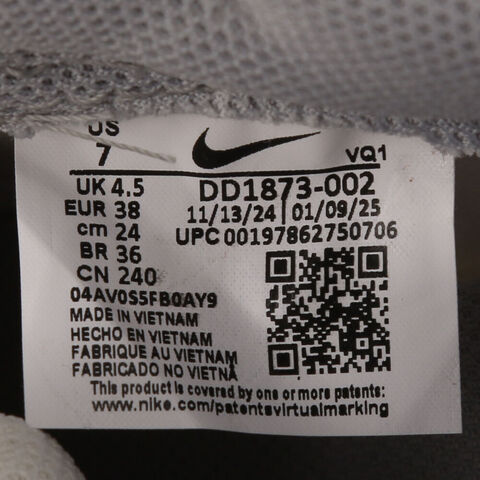 US
7
VQ1
UK 4.5
EUR 38
cm 24
BR 36
CN 240
DD1873-002
11/13/24 01/09/25
UPC 00197862750706
04AV0S5FB0AY9
MADE IN VIETNAM
HECHO EN VIETNAM
FABRIQUE AU VIETNAM
FABRICADO NO VIETNÃ
This product is covered by one or more patents:
www.nike.com/patentsvirtualmarking